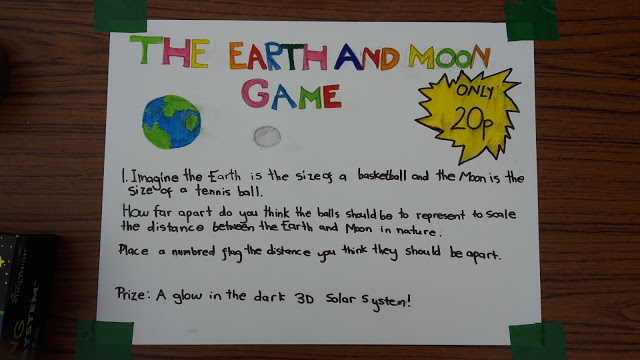 THE EARTH AND MOON
GAME
ONLY
20p
1. Imagine the Earth is the size of a basketball and the Moon is the
size of a tennis ball.
How far apart do you think the balls should be to represent to scale
the distance between the Earth and Moon in nature.
Place a numbred flag the distance you think they should be apart.
Prize: A glow in the dark 3D Solar System!